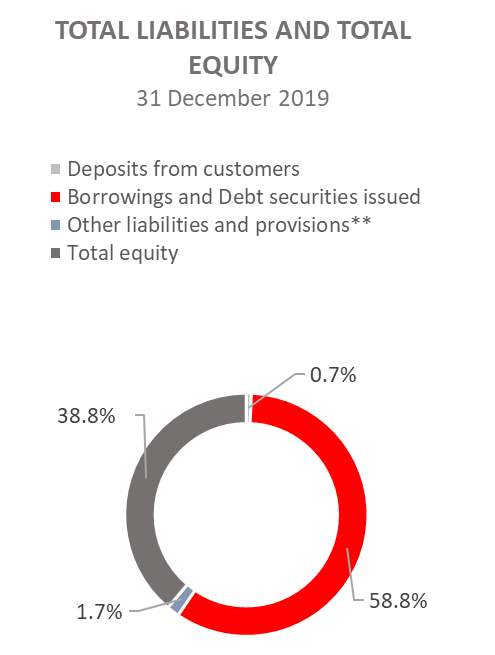 TOTAL LIABILITIES AND TOTAL
EQUITY
31 December 2019
Deposits from customers
Borrowings and Debt securities issued
Other liabilities and provisions**
Total equity
0.7%
38.8%
58.8%
1.7%